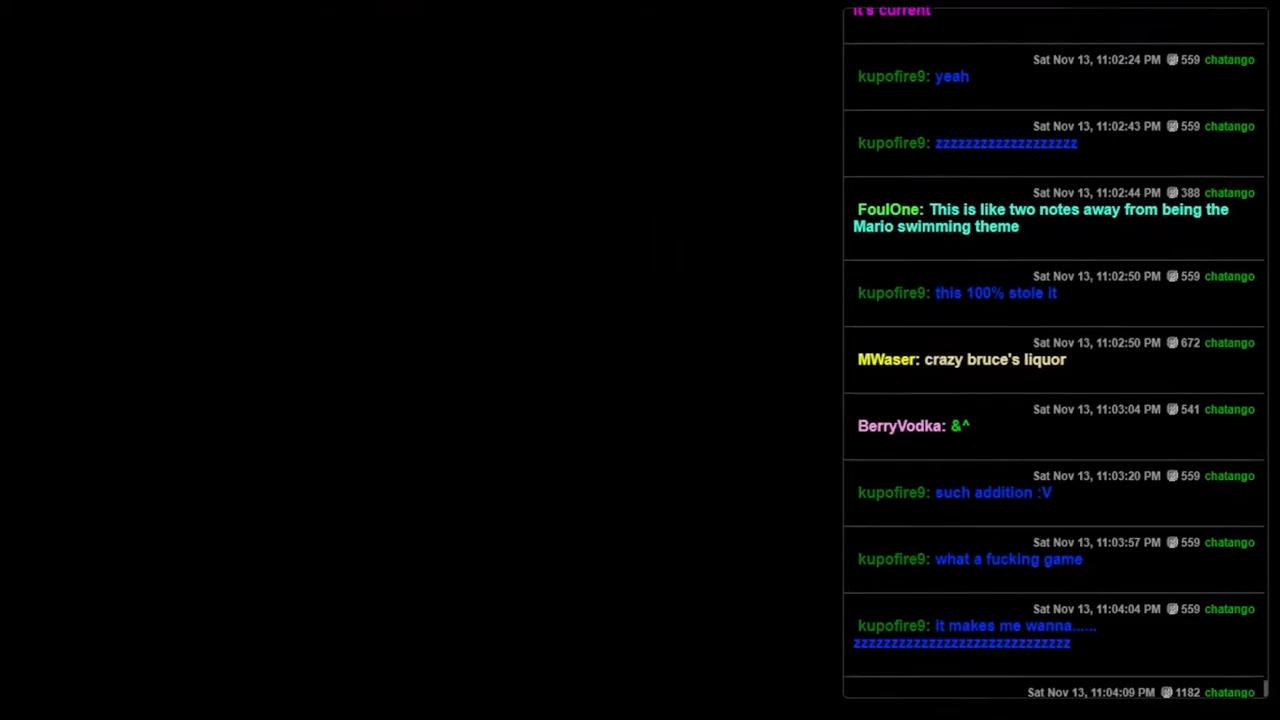 it's current
Sat Nov 13, 11:02:24 PM 559 chatango
kupofire9: yeah
Sat Nov 13, 11:02:43 PM 559 chatango
kupofire9: zzzzzzzzzzzzzzzzzzz
Sat Nov 13, 11:02:44 PM 388 chatango
FoulOne: This is like two notes away from being the
Mario swimming theme
Sat Nov 13, 11:02:50 PM 559 chatango
kupofire9: this 100% stole it
Sat Nov 13, 11:02:50 PM 672 chatango
MWaser: crazy bruce's liquor
Sat Nov 13, 11:03:04 PM 541 chatango
BerryVodka: &^
Sat Nov 13, 11:03:20 PM 559 chatango
kupofire9: such addition :V
Sat Nov 13, 11:03:57 PM 559 chatango
kupofire9: what a fucking game
Sat Nov 13, 11:04:04 PM 559 chatango
kupofire9: It makes me wanna......
zzzzzzzzzzzzzzzzzzzzzzzzzzzzz
Sat Nov 13, 11:04:09 PM 1182 chatango